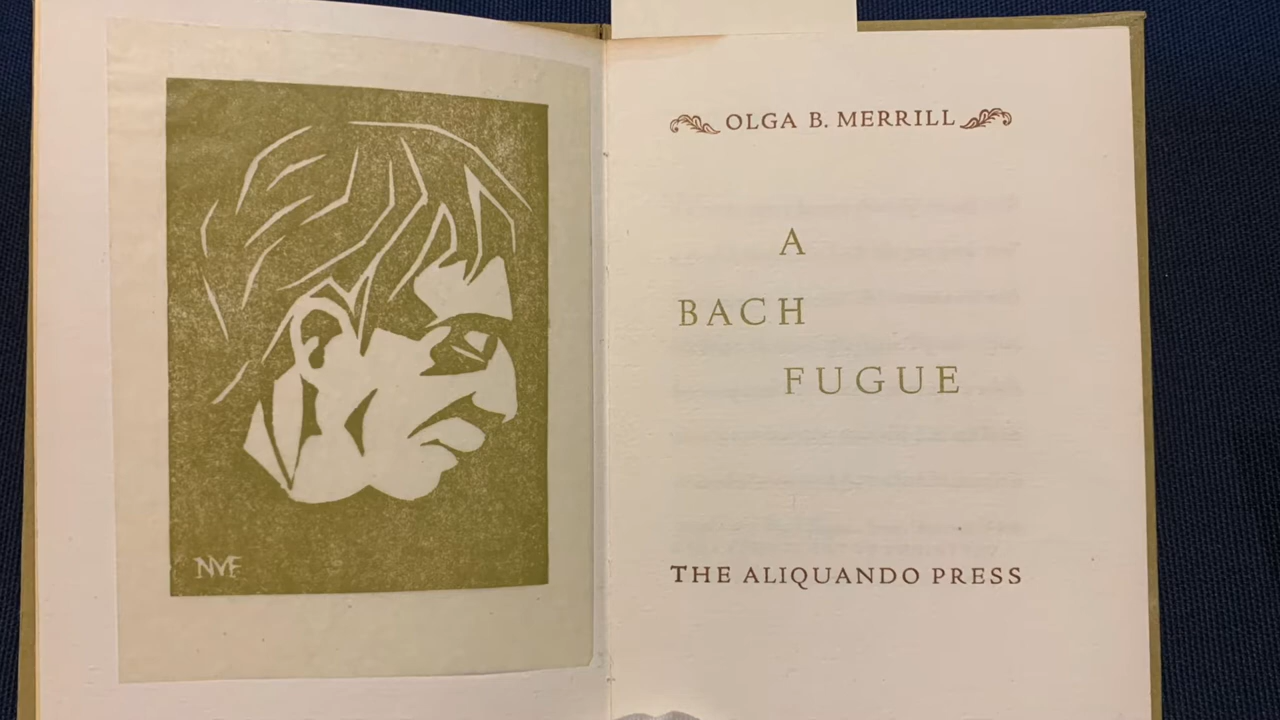 NVF
OLGA B. MERRILL
A
BACH
FUGUE
THE ALIQUANDO PRESS